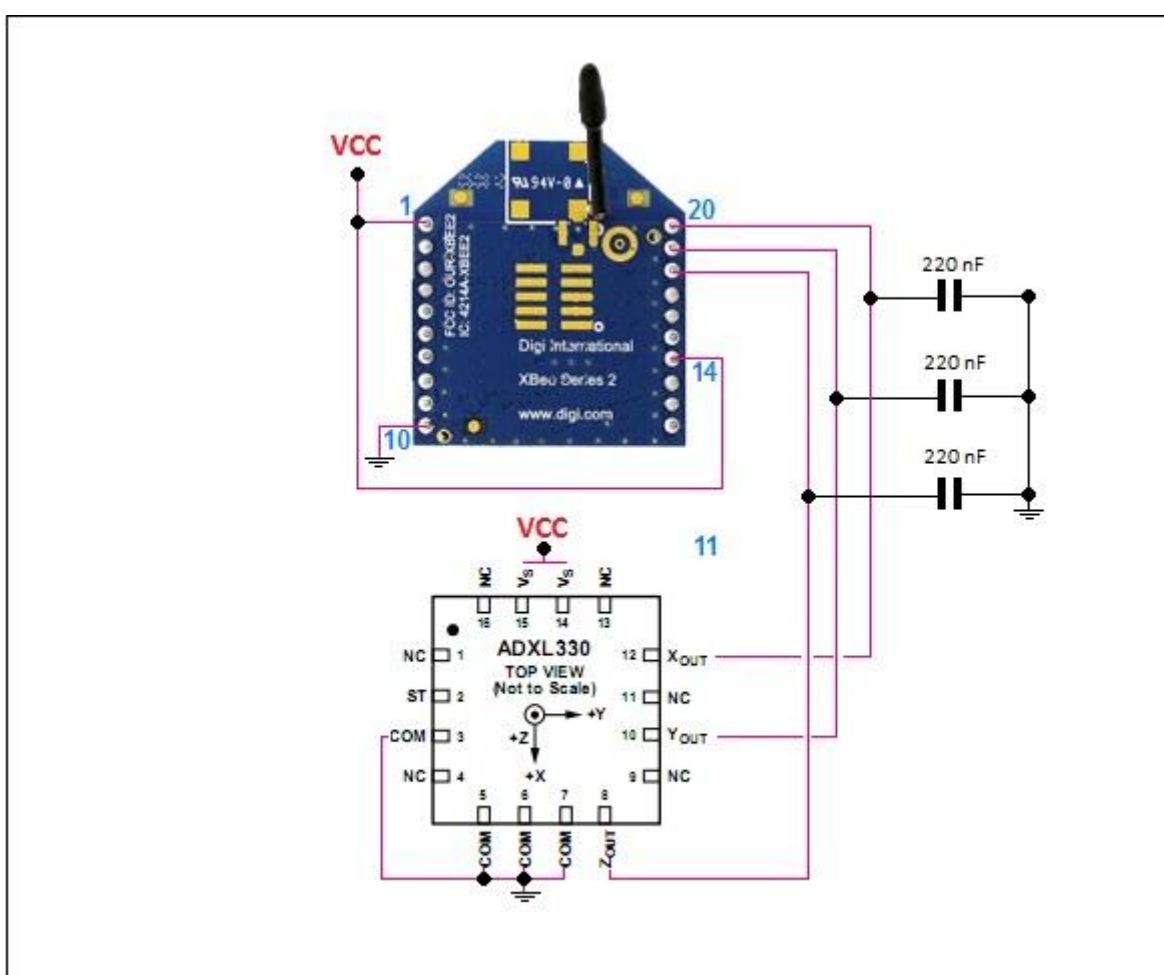 VCC
1
20
94V-0
FCC ID: OUR-XBEE2
IC: 4214A-XBEE2
Digi International
XBee Series 2
www.digi.com
14
10
220 nF
220 nF
220 nF
VCC
11
NC
VS
VS
NC
16
15
14
13
ADXL330
TOP VIEW
(Not to Scale)
NC 1
ST 2
COM 3
NC 4
12 XOUT
11 NC
10 YOUT
9 NC
+Y
+Z
+X
5
6
7
8
COM
COM
COM
ZOUT